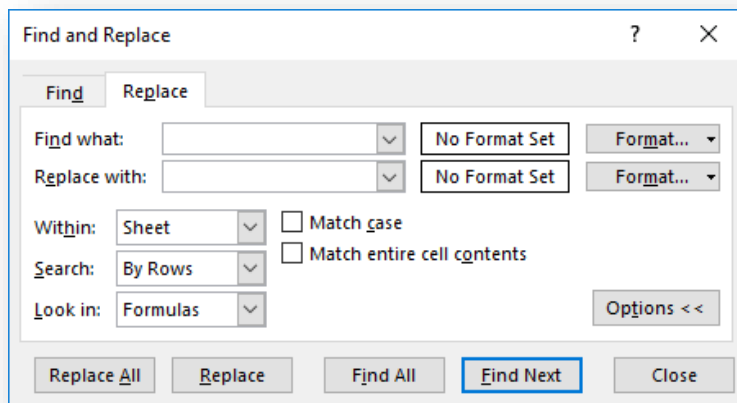 Find and Replace ?
Find Replace
Find what: No Format Set Format...
Replace with: No Format Set Format...
Within: Sheet Match case
Search: By Rows Match entire cell contents
Look in: Formulas Options <<
Replace All Replace Find All Find Next Close